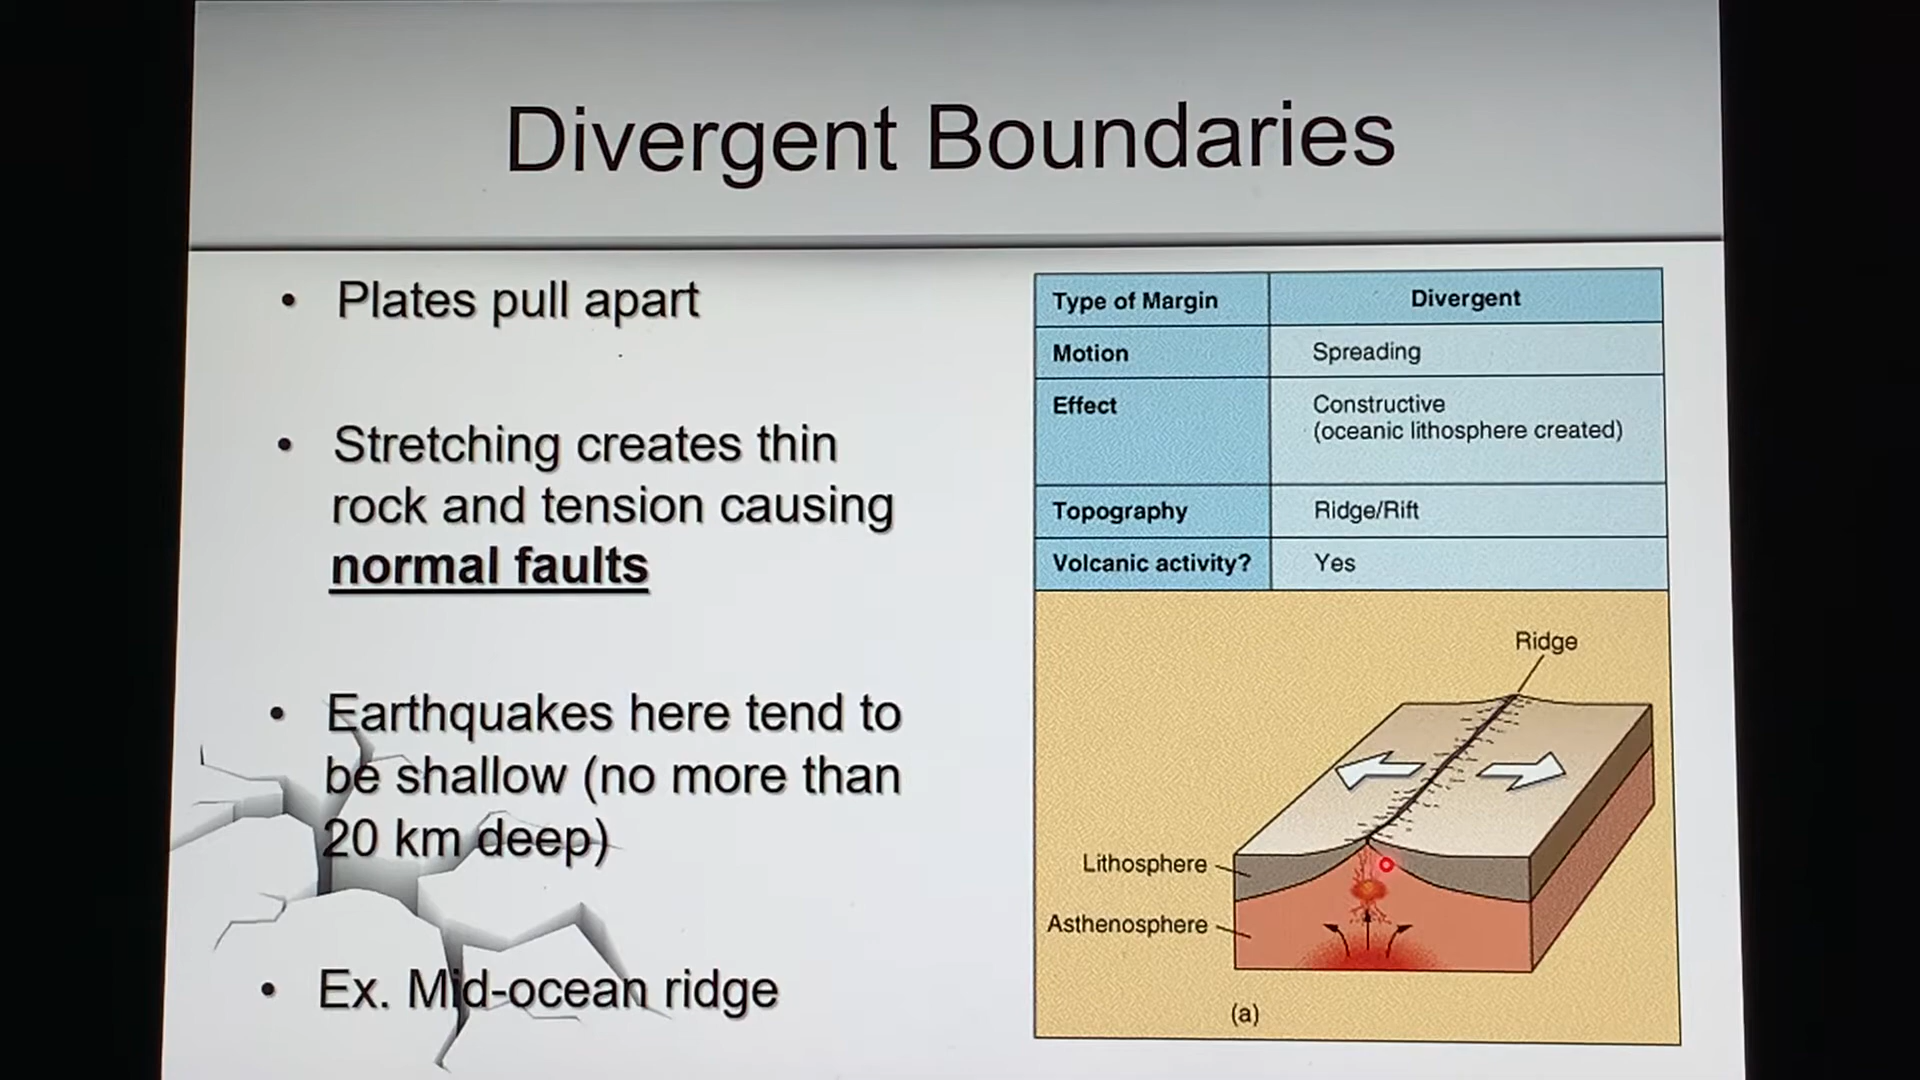 Divergent Boundaries
• Plates pull apart
• Stretching creates thin
rock and tension causing
normal faults
• Earthquakes here tend to
be shallow (no more than
20 km deep)
• Ex. Mid-ocean ridge
Type of Margin Divergent
Motion Spreading
Effect Constructive
(oceanic lithosphere created)
Topography Ridge/Rift
Volcanic activity? Yes
Ridge
Lithosphere
Asthenosphere
(a)